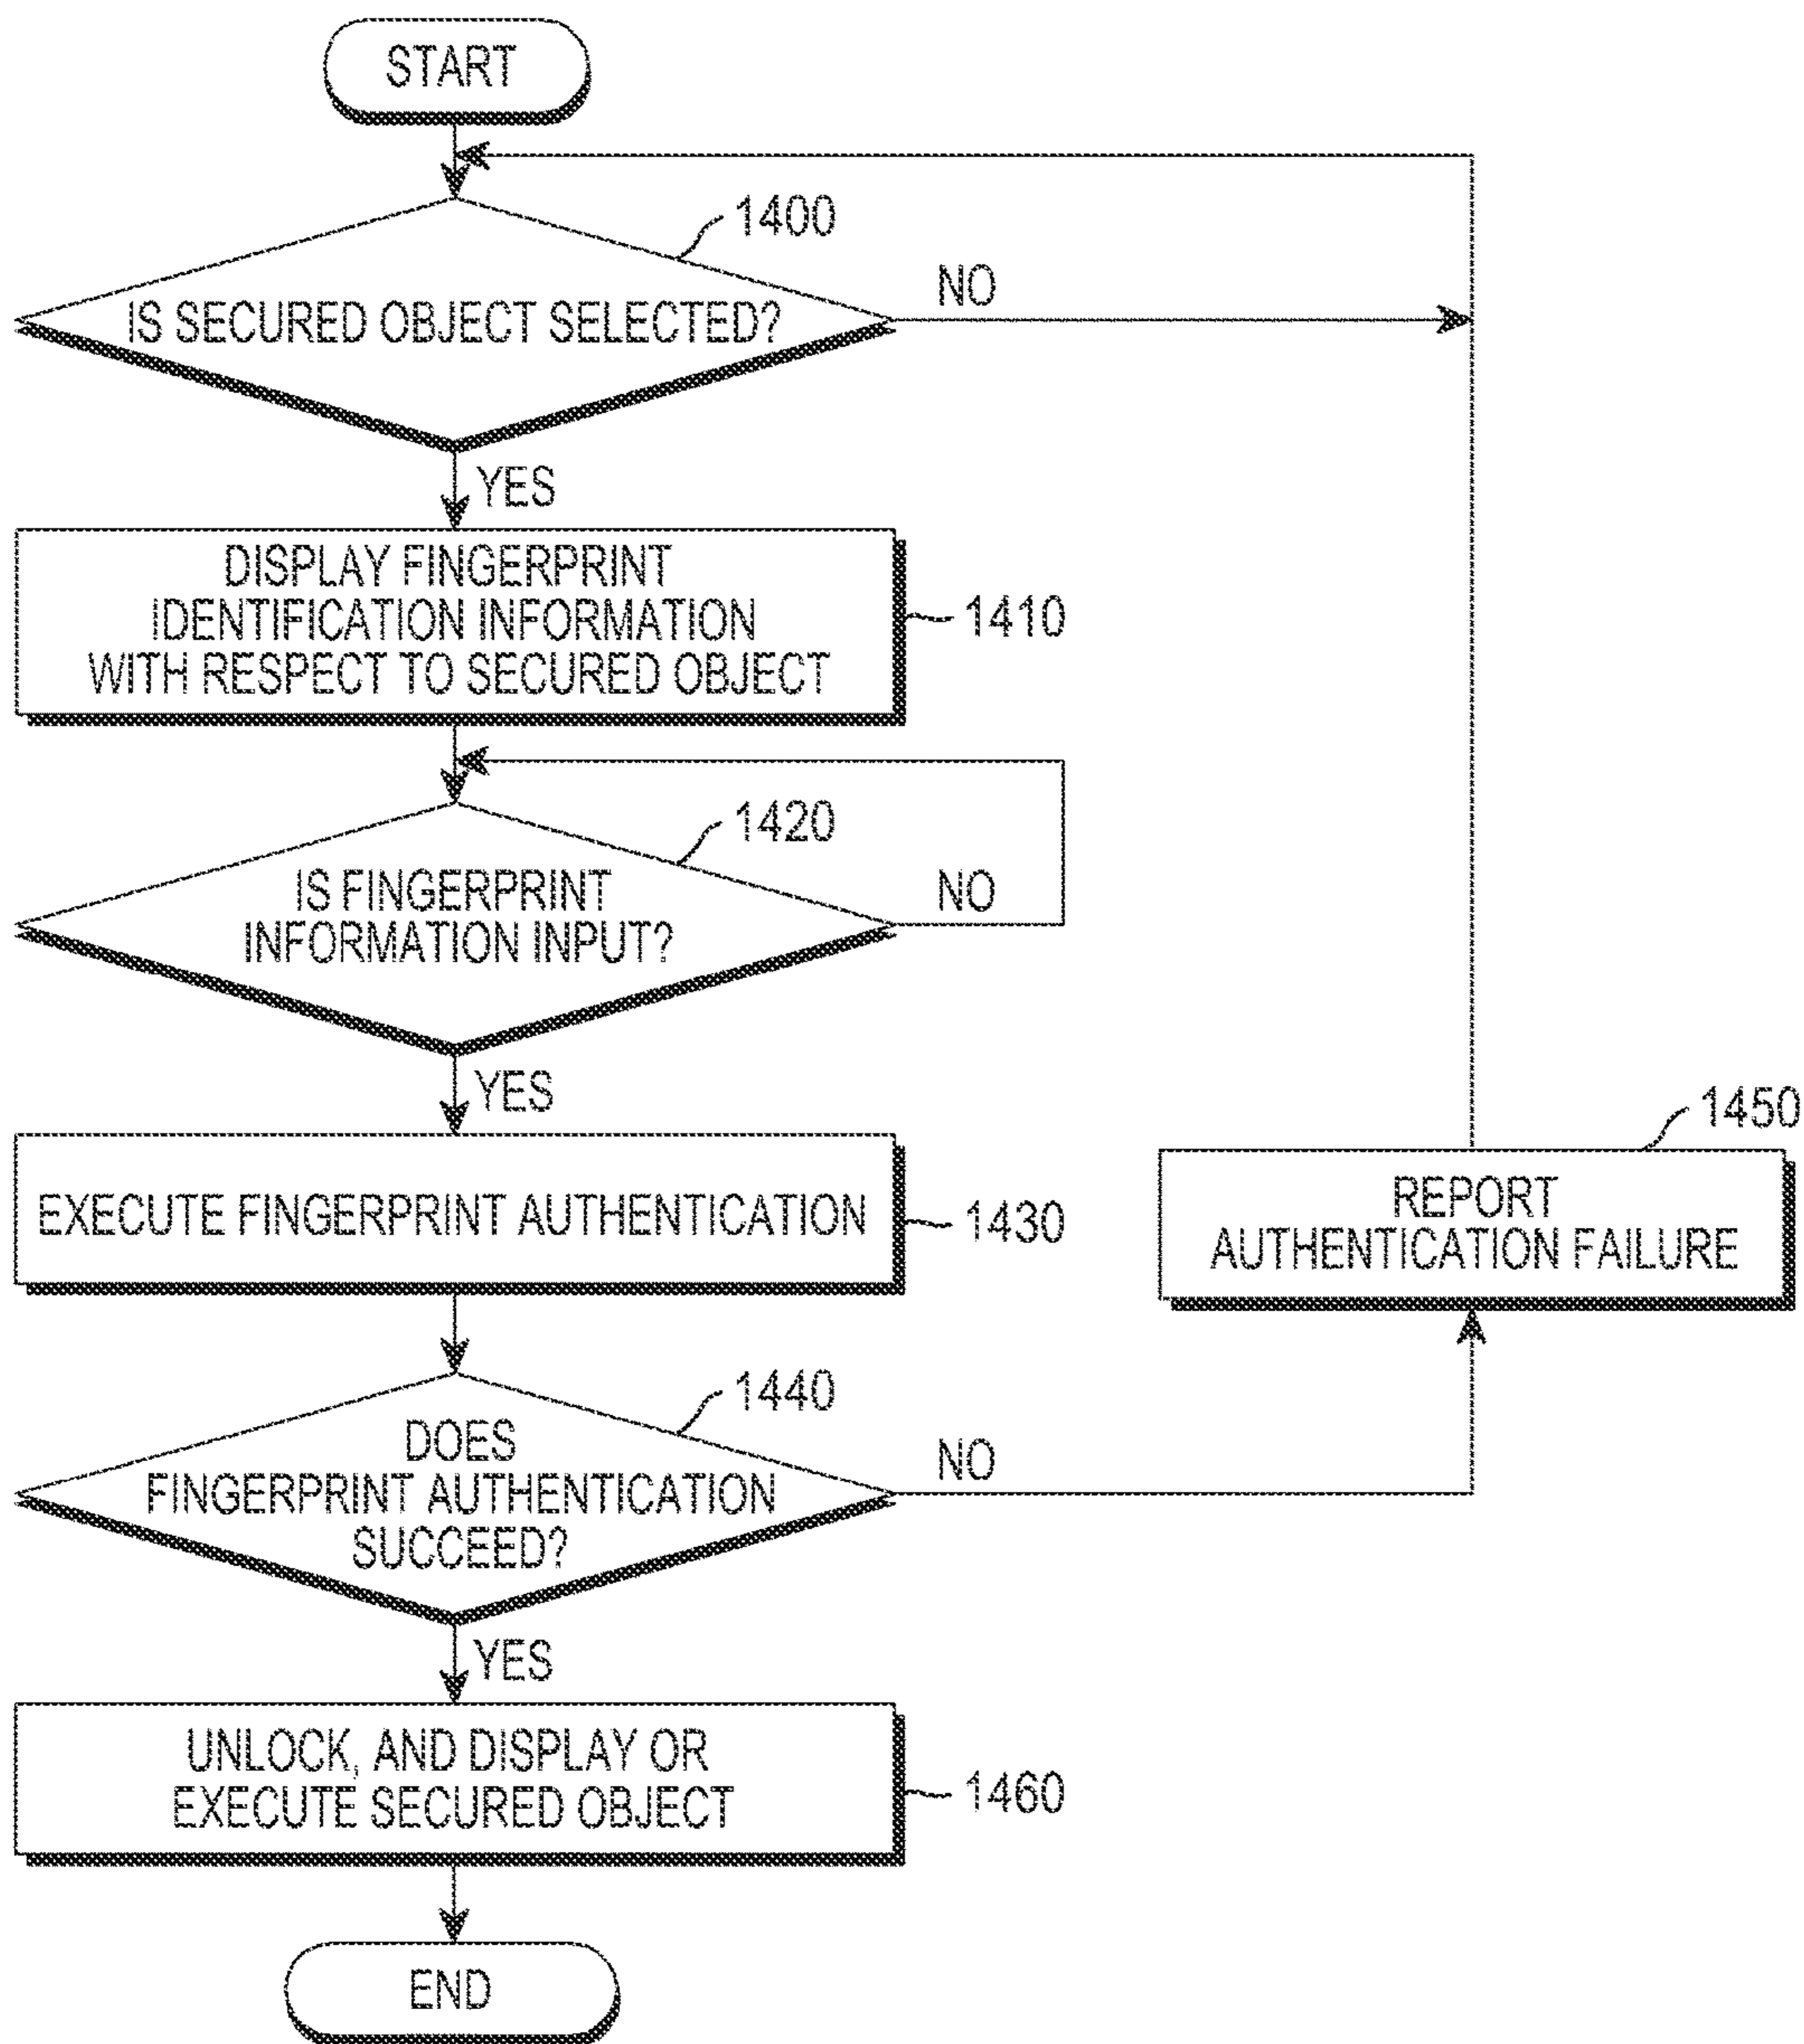 START
1400
IS SECURED OBJECT SELECTED?
NO
YES
DISPLAY FINGERPRINT
IDENTIFICATION INFORMATION
WITH RESPECT TO SECURED OBJECT
1410
1420
IS FINGERPRINT
INFORMATION INPUT?
NO
YES
EXECUTE FINGERPRINT AUTHENTICATION
1430
1450
REPORT
AUTHENTICATION FAILURE
1440
DOES
FINGERPRINT AUTHENTICATION
SUCCEED?
NO
YES
UNLOCK, AND DISPLAY OR
EXECUTE SECURED OBJECT
1460
END